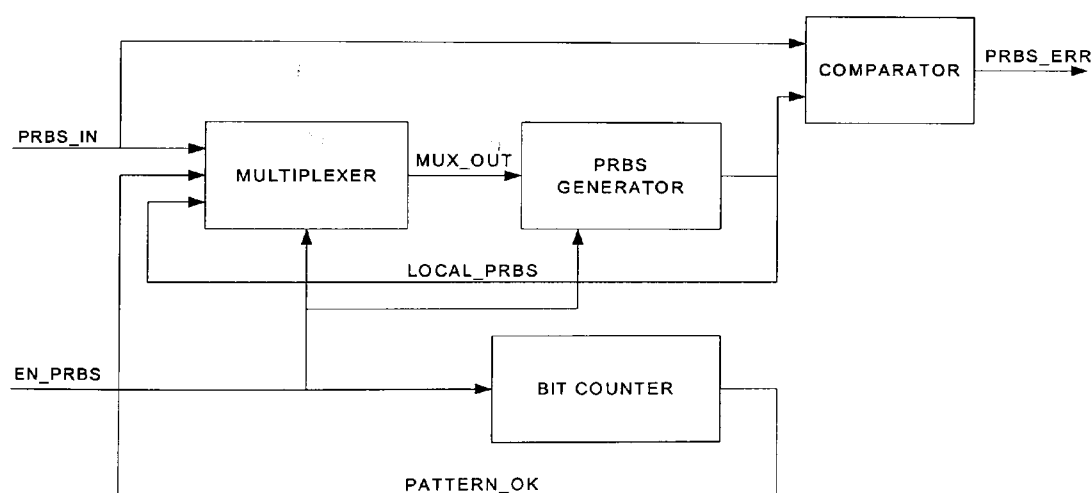 PRBS_ERR
COMPARATOR
PRBS_IN
MULTIPLEXER
MUX_OUT
PRBS
GENERATOR
LOCAL_PRBS
EN_PRBS
BIT COUNTER
PATTERN_OK